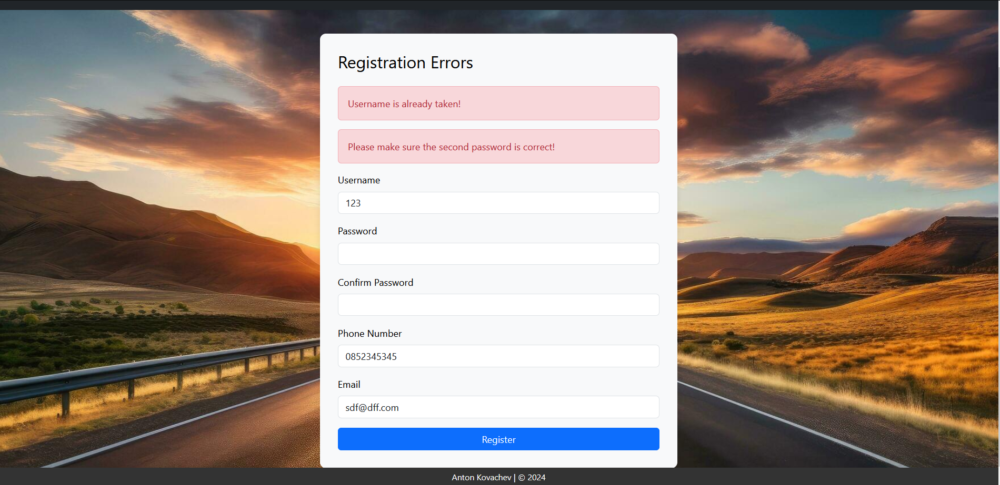 Registration Errors
Username is already taken!
Please make sure the second password is correct!
Username
123
Password
Confirm Password
Phone Number
0852345345
Email
sdf@dff.com
Register
Anton Kovachev | © 2024